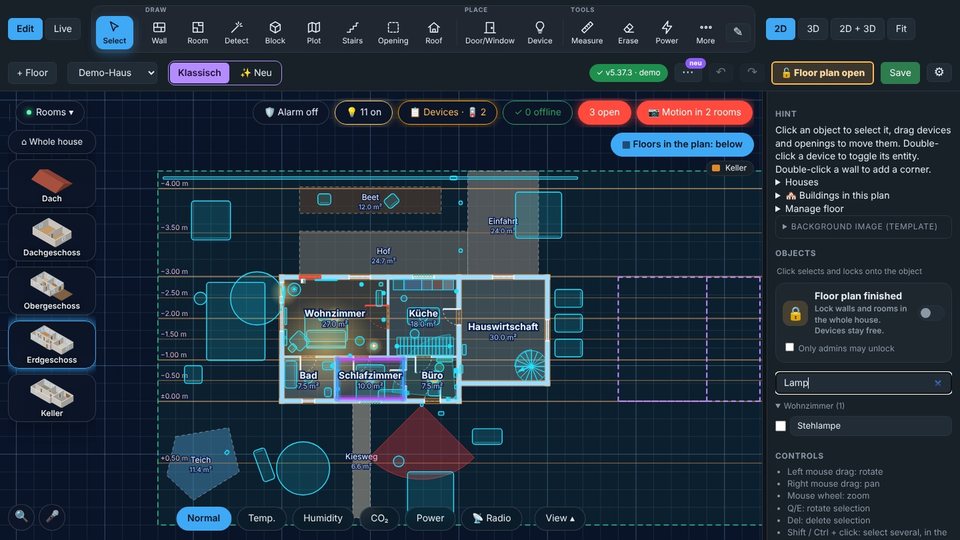 DRAW
PLACE
TOOLS
Edit
Live
Select
Wall
Room
Detect
Block
Plot
Stairs
Opening
Roof
Door/Window
Device
Measure
Erase
Power
More
2D
3D
2D + 3D
Fit
+ Floor
Demo-Haus
Klassisch
Neu
✓ v5.37.3 · demo
neu
Floor plan open
Save
Rooms ▾
Alarm off
11 on
Devices · 2
✓ 0 offline
3 open
Motion in 2 rooms
Whole house
Floors in the plan: below
Keller
Dach
Dachgeschoss
Obergeschoss
Erdgeschoss
Keller
−4.00 m
−3.50 m
−3.00 m
−2.50 m
−2.00 m
−1.50 m
−1.00 m
−0.50 m
±0.00 m
+0.50 m
Beet
12.0 m²
Einfahrt
24.0 m²
Hof
24.7 m²
Wohnzimmer
27.0 m²
Küche
18.0 m²
Hauswirtschaft
30.0 m²
Bad
7.5 m²
Schlafzimmer
10.0 m²
Büro
7.5 m²
Teich
11.4 m²
Kiesweg
6.6 m²
Normal
Temp.
Humidity
CO₂
Power
Radio
View ▴
HINT
Click an object to select it, drag devices
and openings to move them. Double-
click a device to toggle its entity.
Double-click a wall to add a corner.
Houses
Buildings in this plan
Manage floor
BACKGROUND IMAGE (TEMPLATE)
OBJECTS
Click selects and locks onto the object
Floor plan finished
Lock walls and rooms in
the whole house.
Devices stay free.
Only admins may unlock
Lamp
Wohnzimmer (1)
Stehlampe
CONTROLS
• Left mouse drag: rotate
• Right mouse drag: pan
• Mouse wheel: zoom
• Q/E: rotate selection
• Del: delete selection
• Shift / Ctrl + click: select several, in the